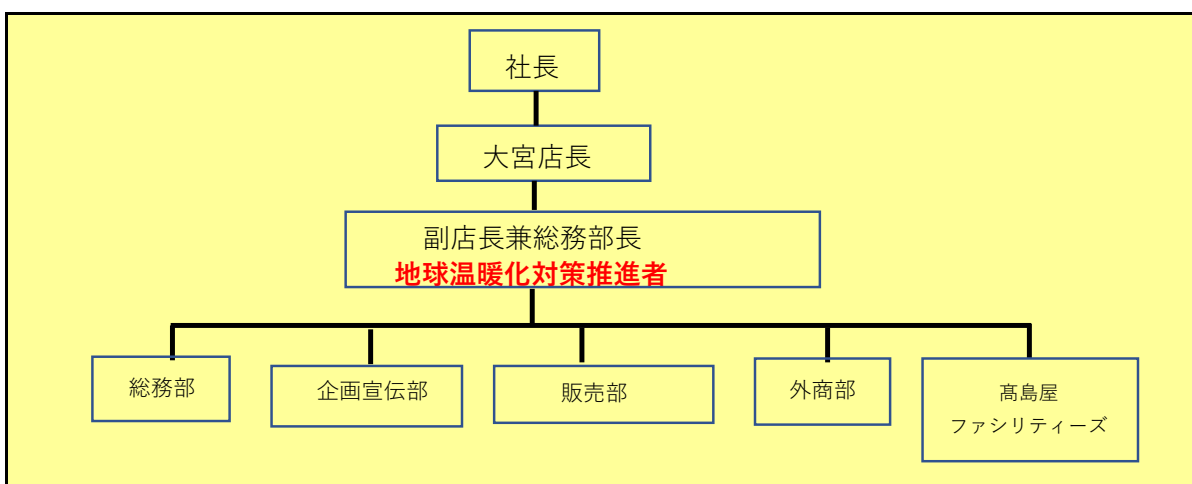 社長
大宮店長
副店長兼総務部長
地球温暖化対策推進者
総務部
企画宣伝部
販売部
外商部
髙島屋
ファシリティーズ